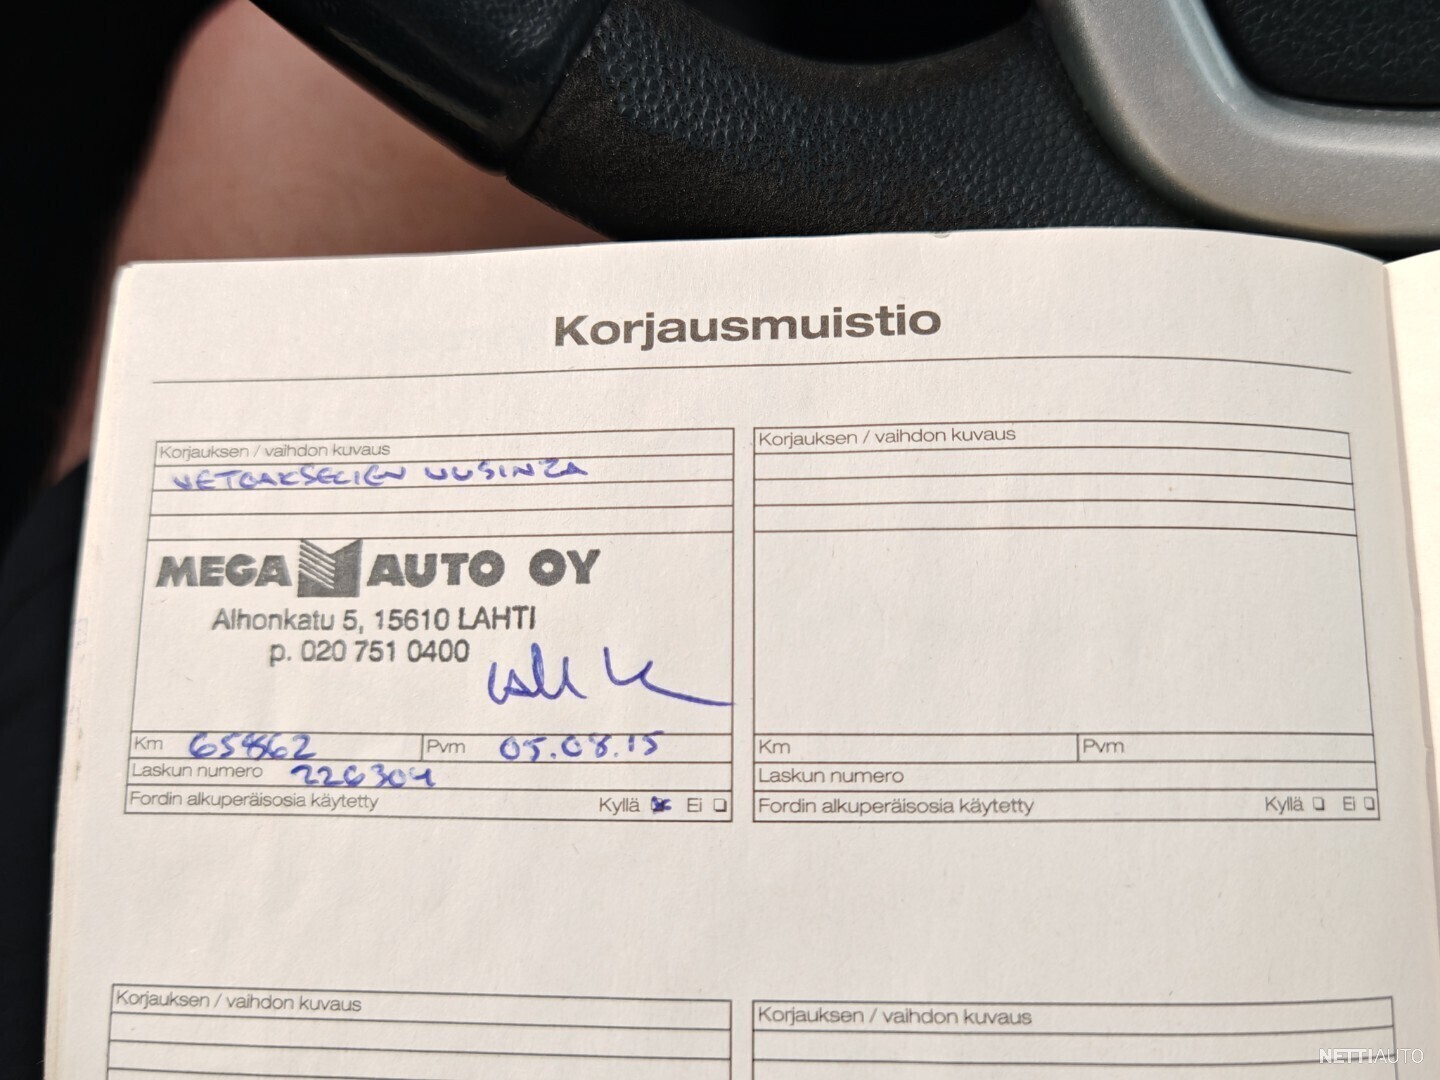 Korjausmuistio
Korjauksen / vaihdon kuvaus
VETOAKSELIEN UUSINTA
MEGA AUTO OY
Alhonkatu 5, 15610 LAHTI
p. 020 751 0400
Km 65862 Pvm 05.08.15
Laskun numero 226304
Fordin alkuperäisosia käytetty Kyllä Ei
Korjauksen / vaihdon kuvaus
Km Pvm
Laskun numero
Fordin alkuperäisosia käytetty Kyllä Ei
Korjauksen / vaihdon kuvaus
Korjauksen / vaihdon kuvaus
NETTIAUTO